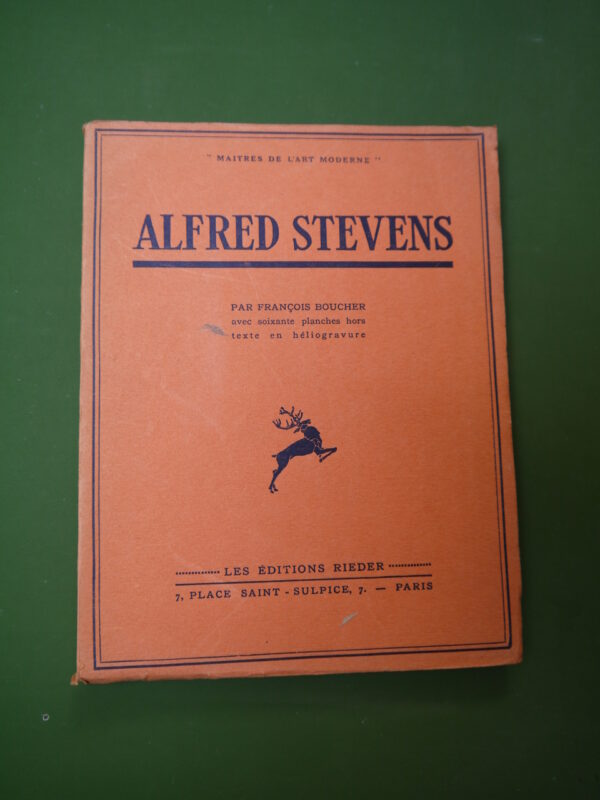 " MAITRES DE L'ART MODERNE "
ALFRED STEVENS
PAR FRANÇOIS BOUCHER
avec soixante planches hors
texte en héliogravure
LES ÉDITIONS RIEDER
7, PLACE SAINT-SULPICE, 7. — PARIS